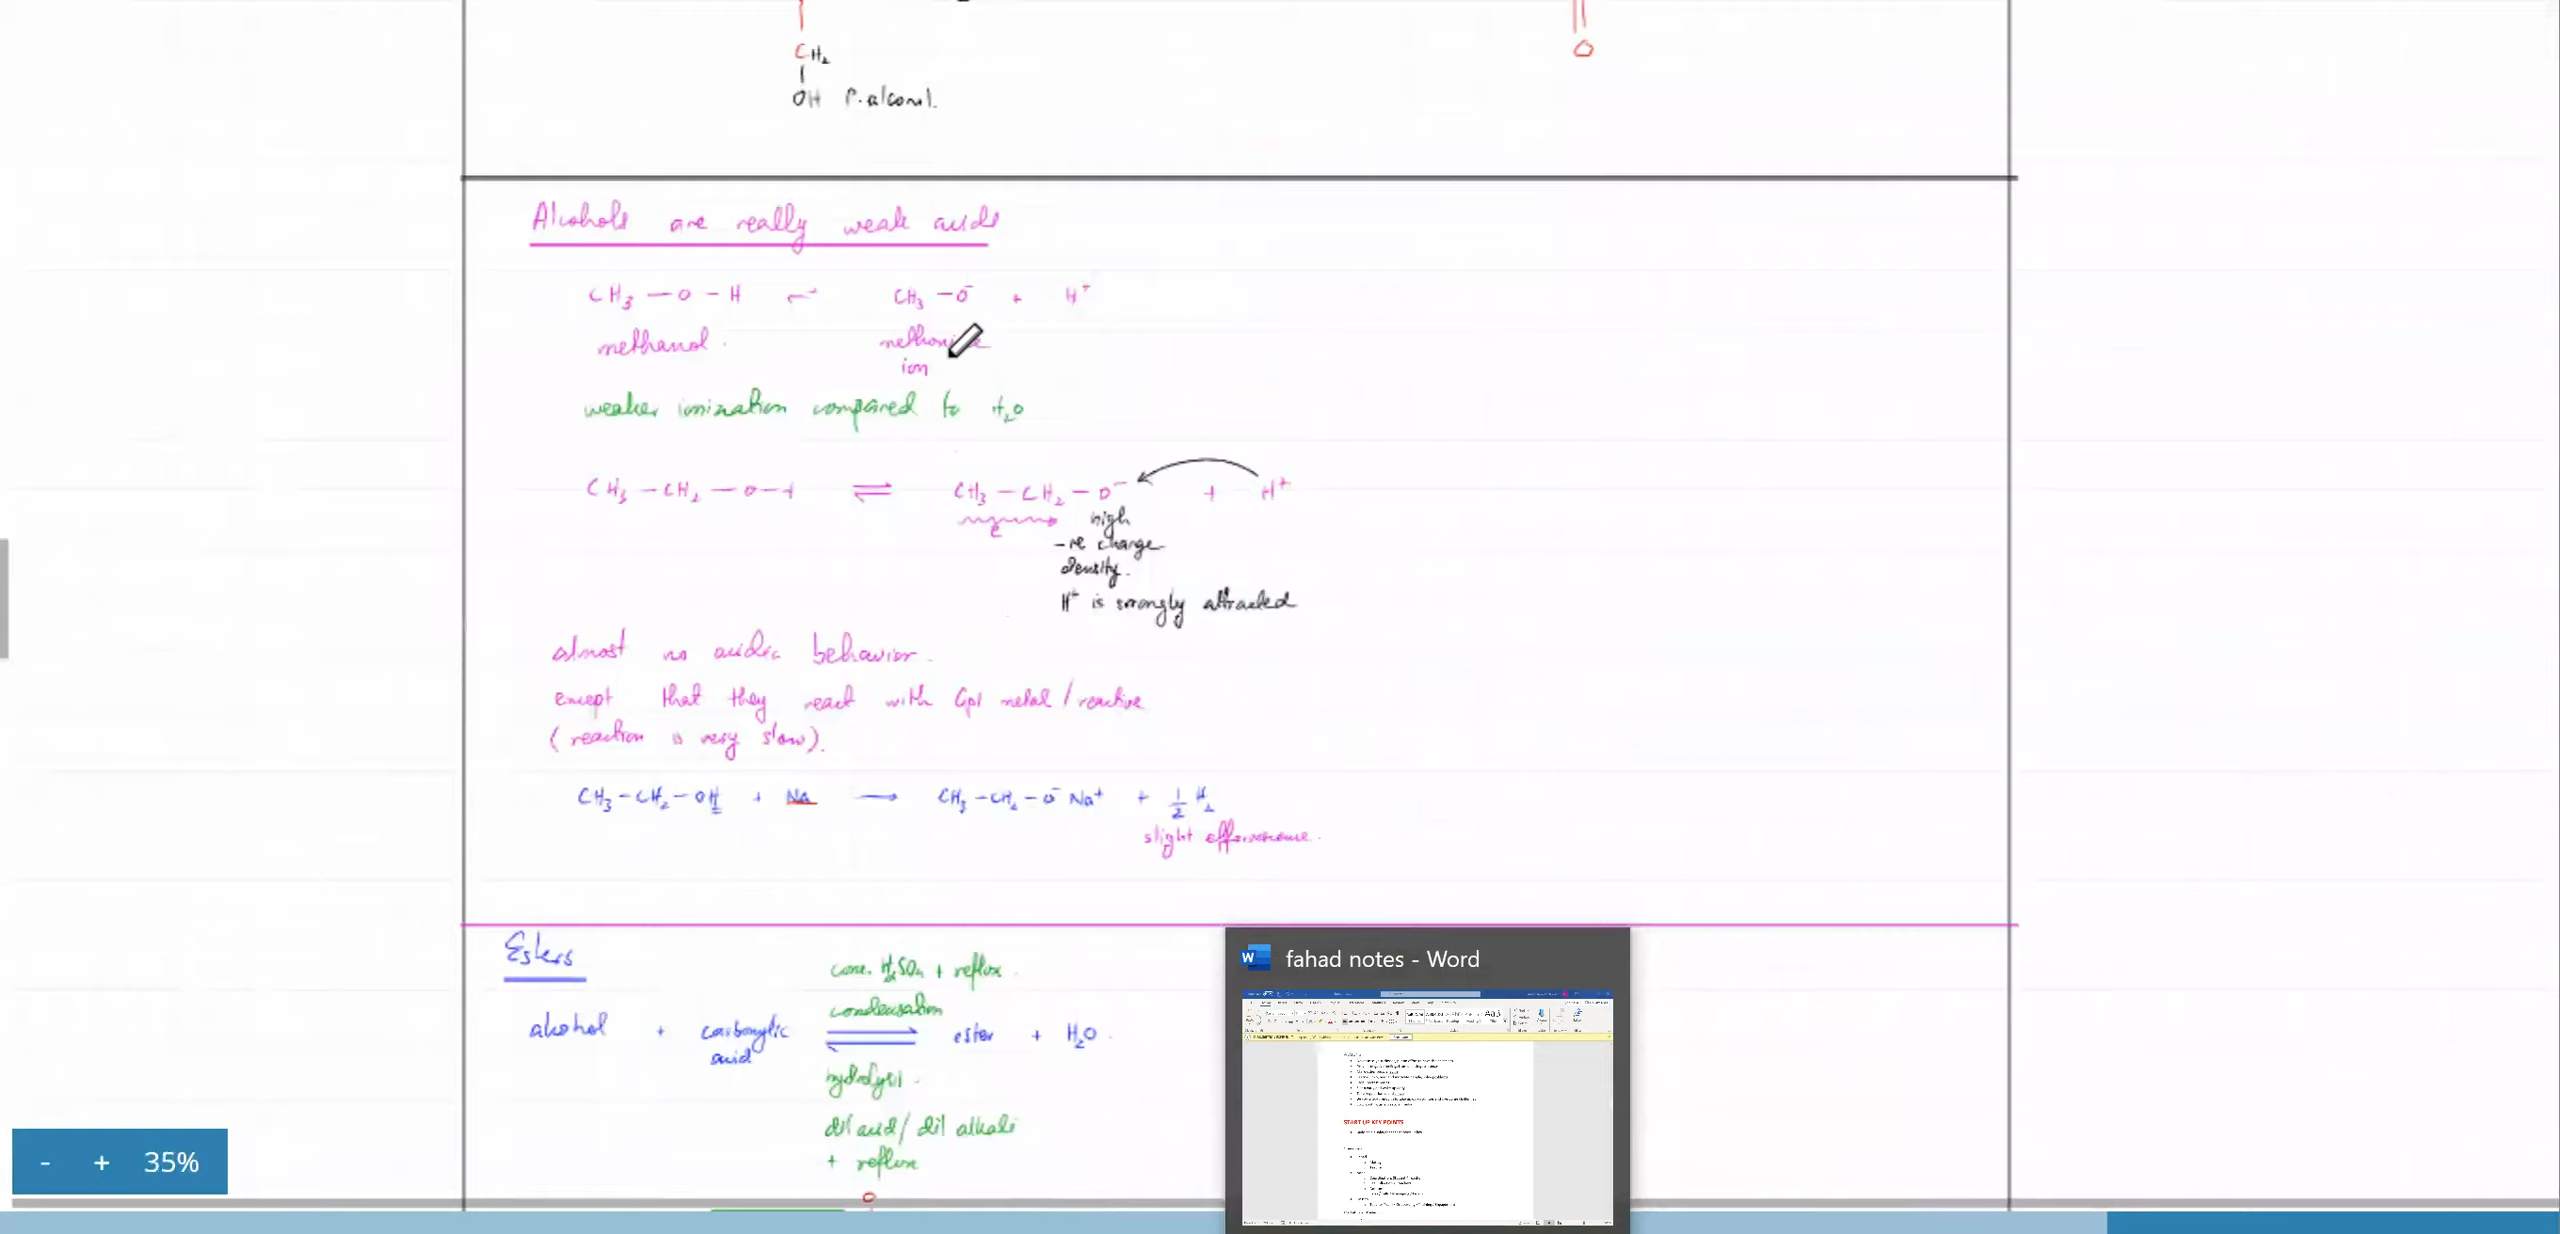 CH₂
OH P. alcohol.
O
Alcohols are really weak acids
CH₃ — O — H ⇌ CH₃ — O⁻ + H⁺
methanol.
ion
weaker ionization compared to H₂O
CH₃ — CH₂ — O — H ⇌ CH₃ — CH₂ — O⁻ + H⁺
e
high
-ve charge
density.
H⁺ is strongly attracted
almost no acidic behavior.
except that they react with Gp1 metal / reactive
(reaction is very slow).
CH₃ — CH₂ — OH + Na ⟶ CH₃ — CH₂ — O⁻ Na⁺ + ½ H₂
slight effervescence.
Esters
conc. H₂SO₄ + reflux.
condensation
alcohol + carboxylic acid ⇌ ester + H₂O.
hydrolysis.
dil acid / dil alkali
+ reflux
O
fahad notes - Word
START UP KEY POINTS
- + 35%